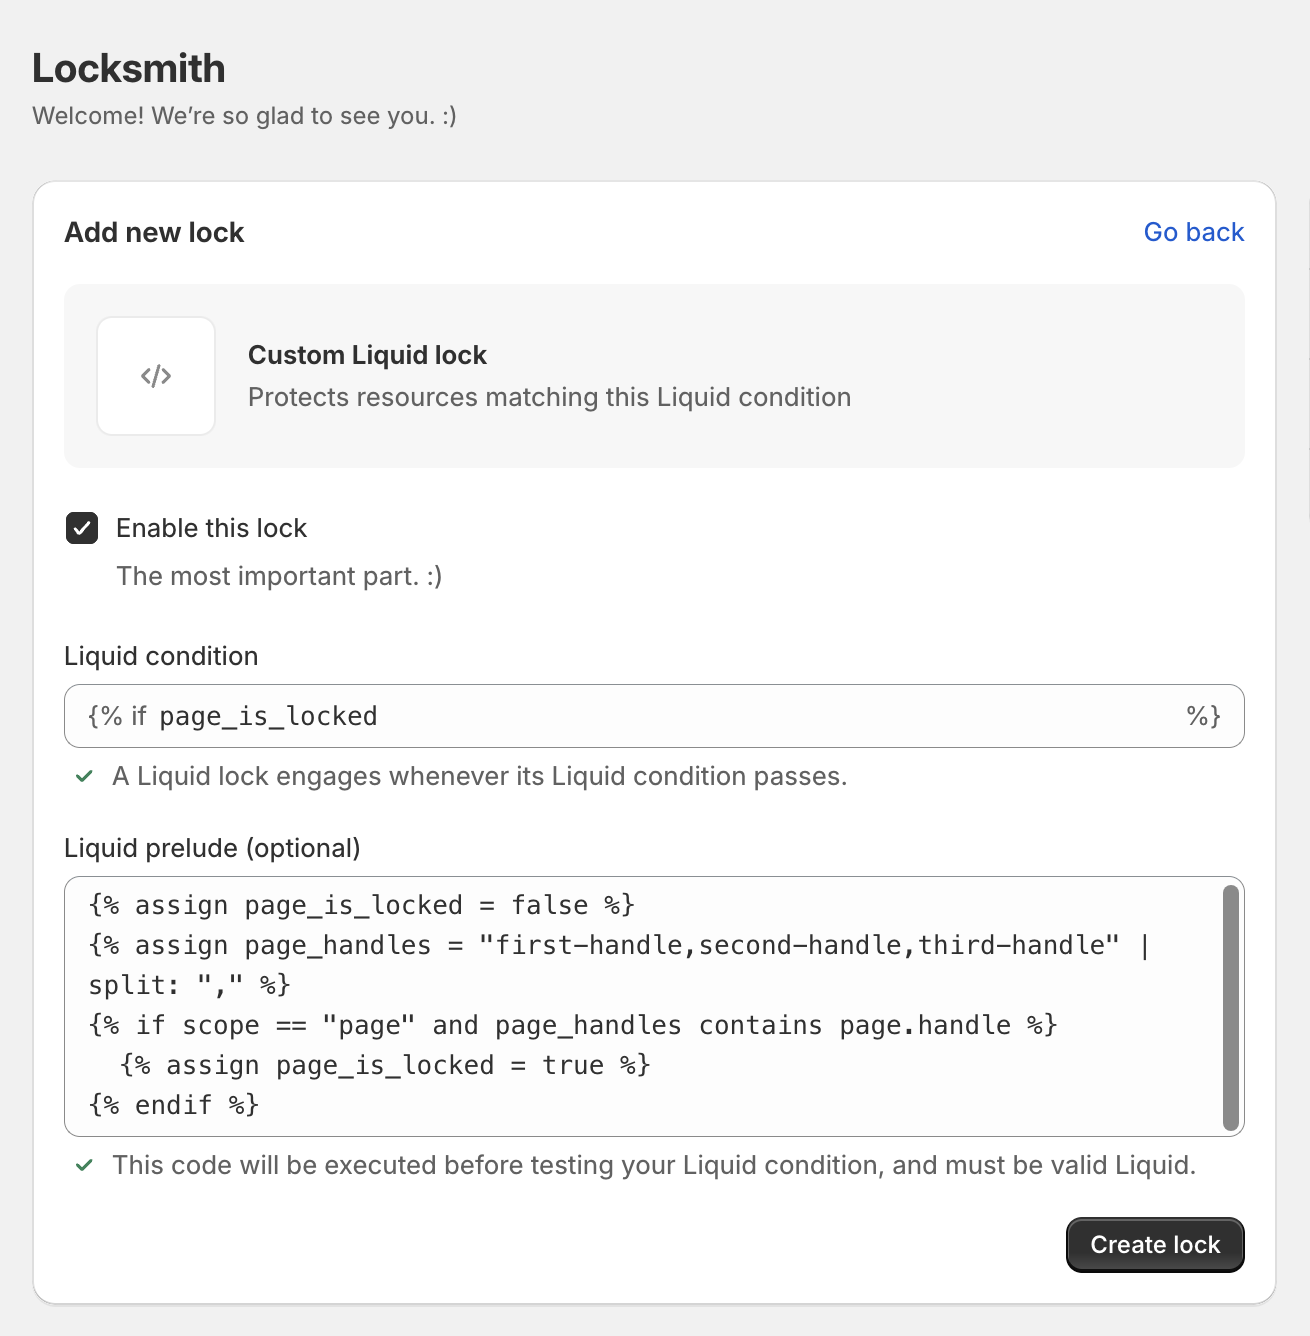 Locksmith
Welcome! We’re so glad to see you. :)
Add new lock
Go back
</>
Custom Liquid lock
Protects resources matching this Liquid condition
Enable this lock
The most important part. :)
Liquid condition
{% if page_is_locked %}
A Liquid lock engages whenever its Liquid condition passes.
Liquid prelude (optional)
{% assign page_is_locked = false %}
{% assign page_handles = "first-handle,second-handle,third-handle" |
split: "," %}
{% if scope == "page" and page_handles contains page.handle %}
  {% assign page_is_locked = true %}
{% endif %}
This code will be executed before testing your Liquid condition, and must be valid Liquid.
Create lock